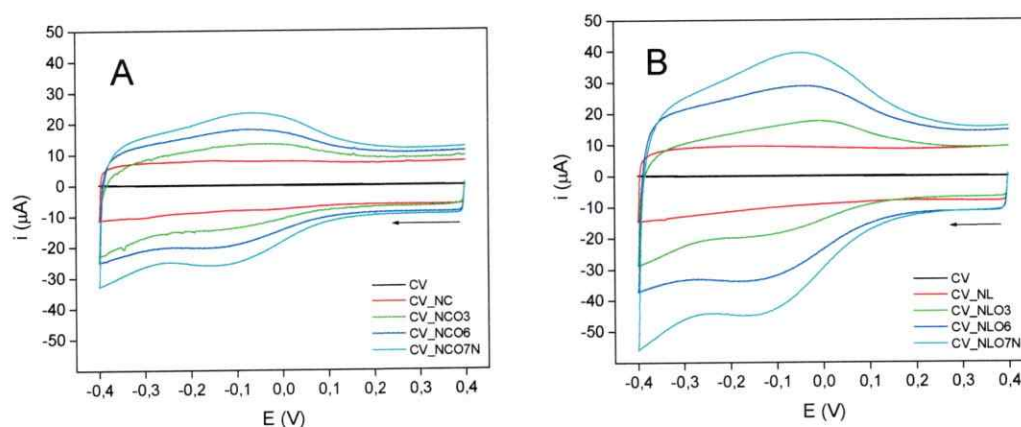 A
50
40
30
20
10
0
-10
-20
-30
-40
-50
i (µA)
-0,4 -0,3 -0,2 -0,1 0,0 0,1 0,2 0,3 0,4
E (V)
CV
CV_NC
CV_NCO3
CV_NCO6
CV_NCO7N
B
50
40
30
20
10
0
-10
-20
-30
-40
-50
i (µA)
-0,4 -0,3 -0,2 -0,1 0,0 0,1 0,2 0,3 0,4
E (V)
CV
CV_NL
CV_NLO3
CV_NLO6
CV_NLO7N